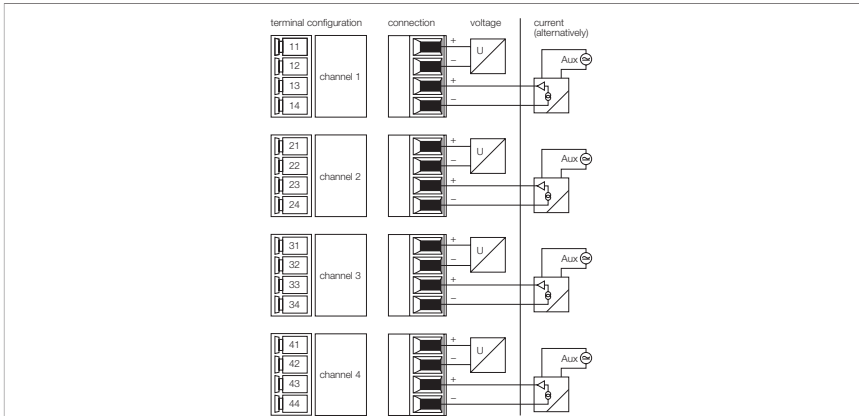 terminal configuration connection voltage current
(alternatively)
11 + U Aux
12 −
13 channel 1 +
14 −
21 + U Aux
22 −
23 channel 2 +
24 −
31 + U Aux
32 −
33 channel 3 +
34 −
41 + U Aux
42 −
43 channel 4 +
44 −